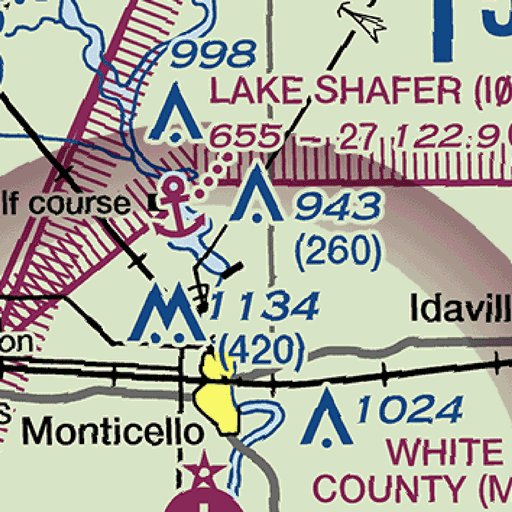 998
LAKE SHAFER (IØ
655 - 27 122.9
lf course
943
(260)
1134
(420)
Idavill
on
Monticello
1024
WHITE
COUNTY (M